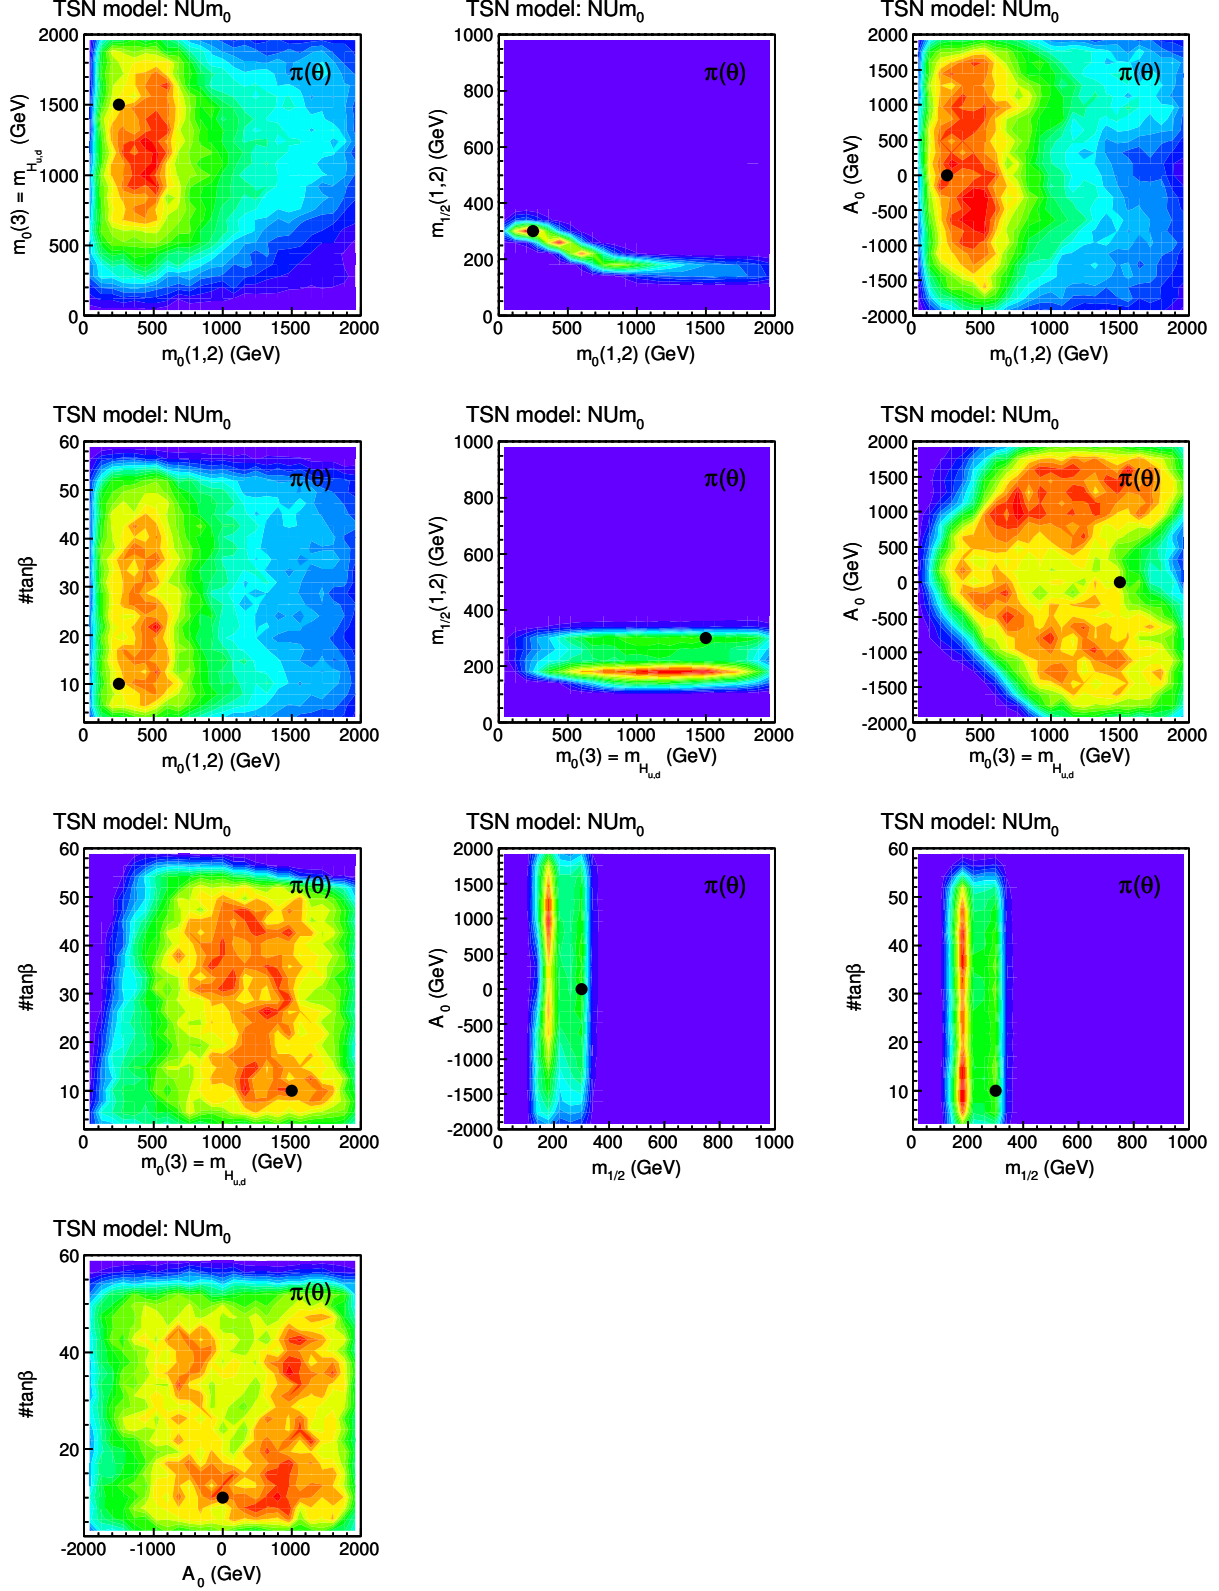 TSN model: NUm0 TSN model: NUm0 TSN model: NUm0
π(θ) π(θ) π(θ)
m0(3) = mHu,d (GeV)
2000
1500
1000
500
0
0 500 1000 1500 2000
m0(1,2) (GeV)
m1/2(1,2) (GeV)
1000
800
600
400
200
0
0 500 1000 1500 2000
m0(1,2) (GeV)
A0 (GeV)
2000
1500
1000
500
0
-500
-1000
-1500
-2000
0 500 1000 1500 2000
m0(1,2) (GeV)
TSN model: NUm0 TSN model: NUm0 TSN model: NUm0
π(θ) π(θ) π(θ)
#tanβ
60
50
40
30
20
10
0 500 1000 1500 2000
m0(1,2) (GeV)
m1/2(1,2) (GeV)
1000
800
600
400
200
0
0 500 1000 1500 2000
m0(3) = mHu,d (GeV)
A0 (GeV)
2000
1500
1000
500
0
-500
-1000
-1500
-2000
0 500 1000 1500 2000
m0(3) = mHu,d (GeV)
TSN model: NUm0 TSN model: NUm0 TSN model: NUm0
π(θ) π(θ) π(θ)
#tanβ
60
50
40
30
20
10
0 500 1000 1500 2000
m0(3) = mHu,d (GeV)
A0 (GeV)
2000
1500
1000
500
0
-500
-1000
-1500
-2000
0 200 400 600 800 1000
m1/2 (GeV)
#tanβ
60
50
40
30
20
10
0 200 400 600 800 1000
m1/2 (GeV)
TSN model: NUm0
π(θ)
#tanβ
60
40
20
-2000 -1000 0 1000 2000
A0 (GeV)